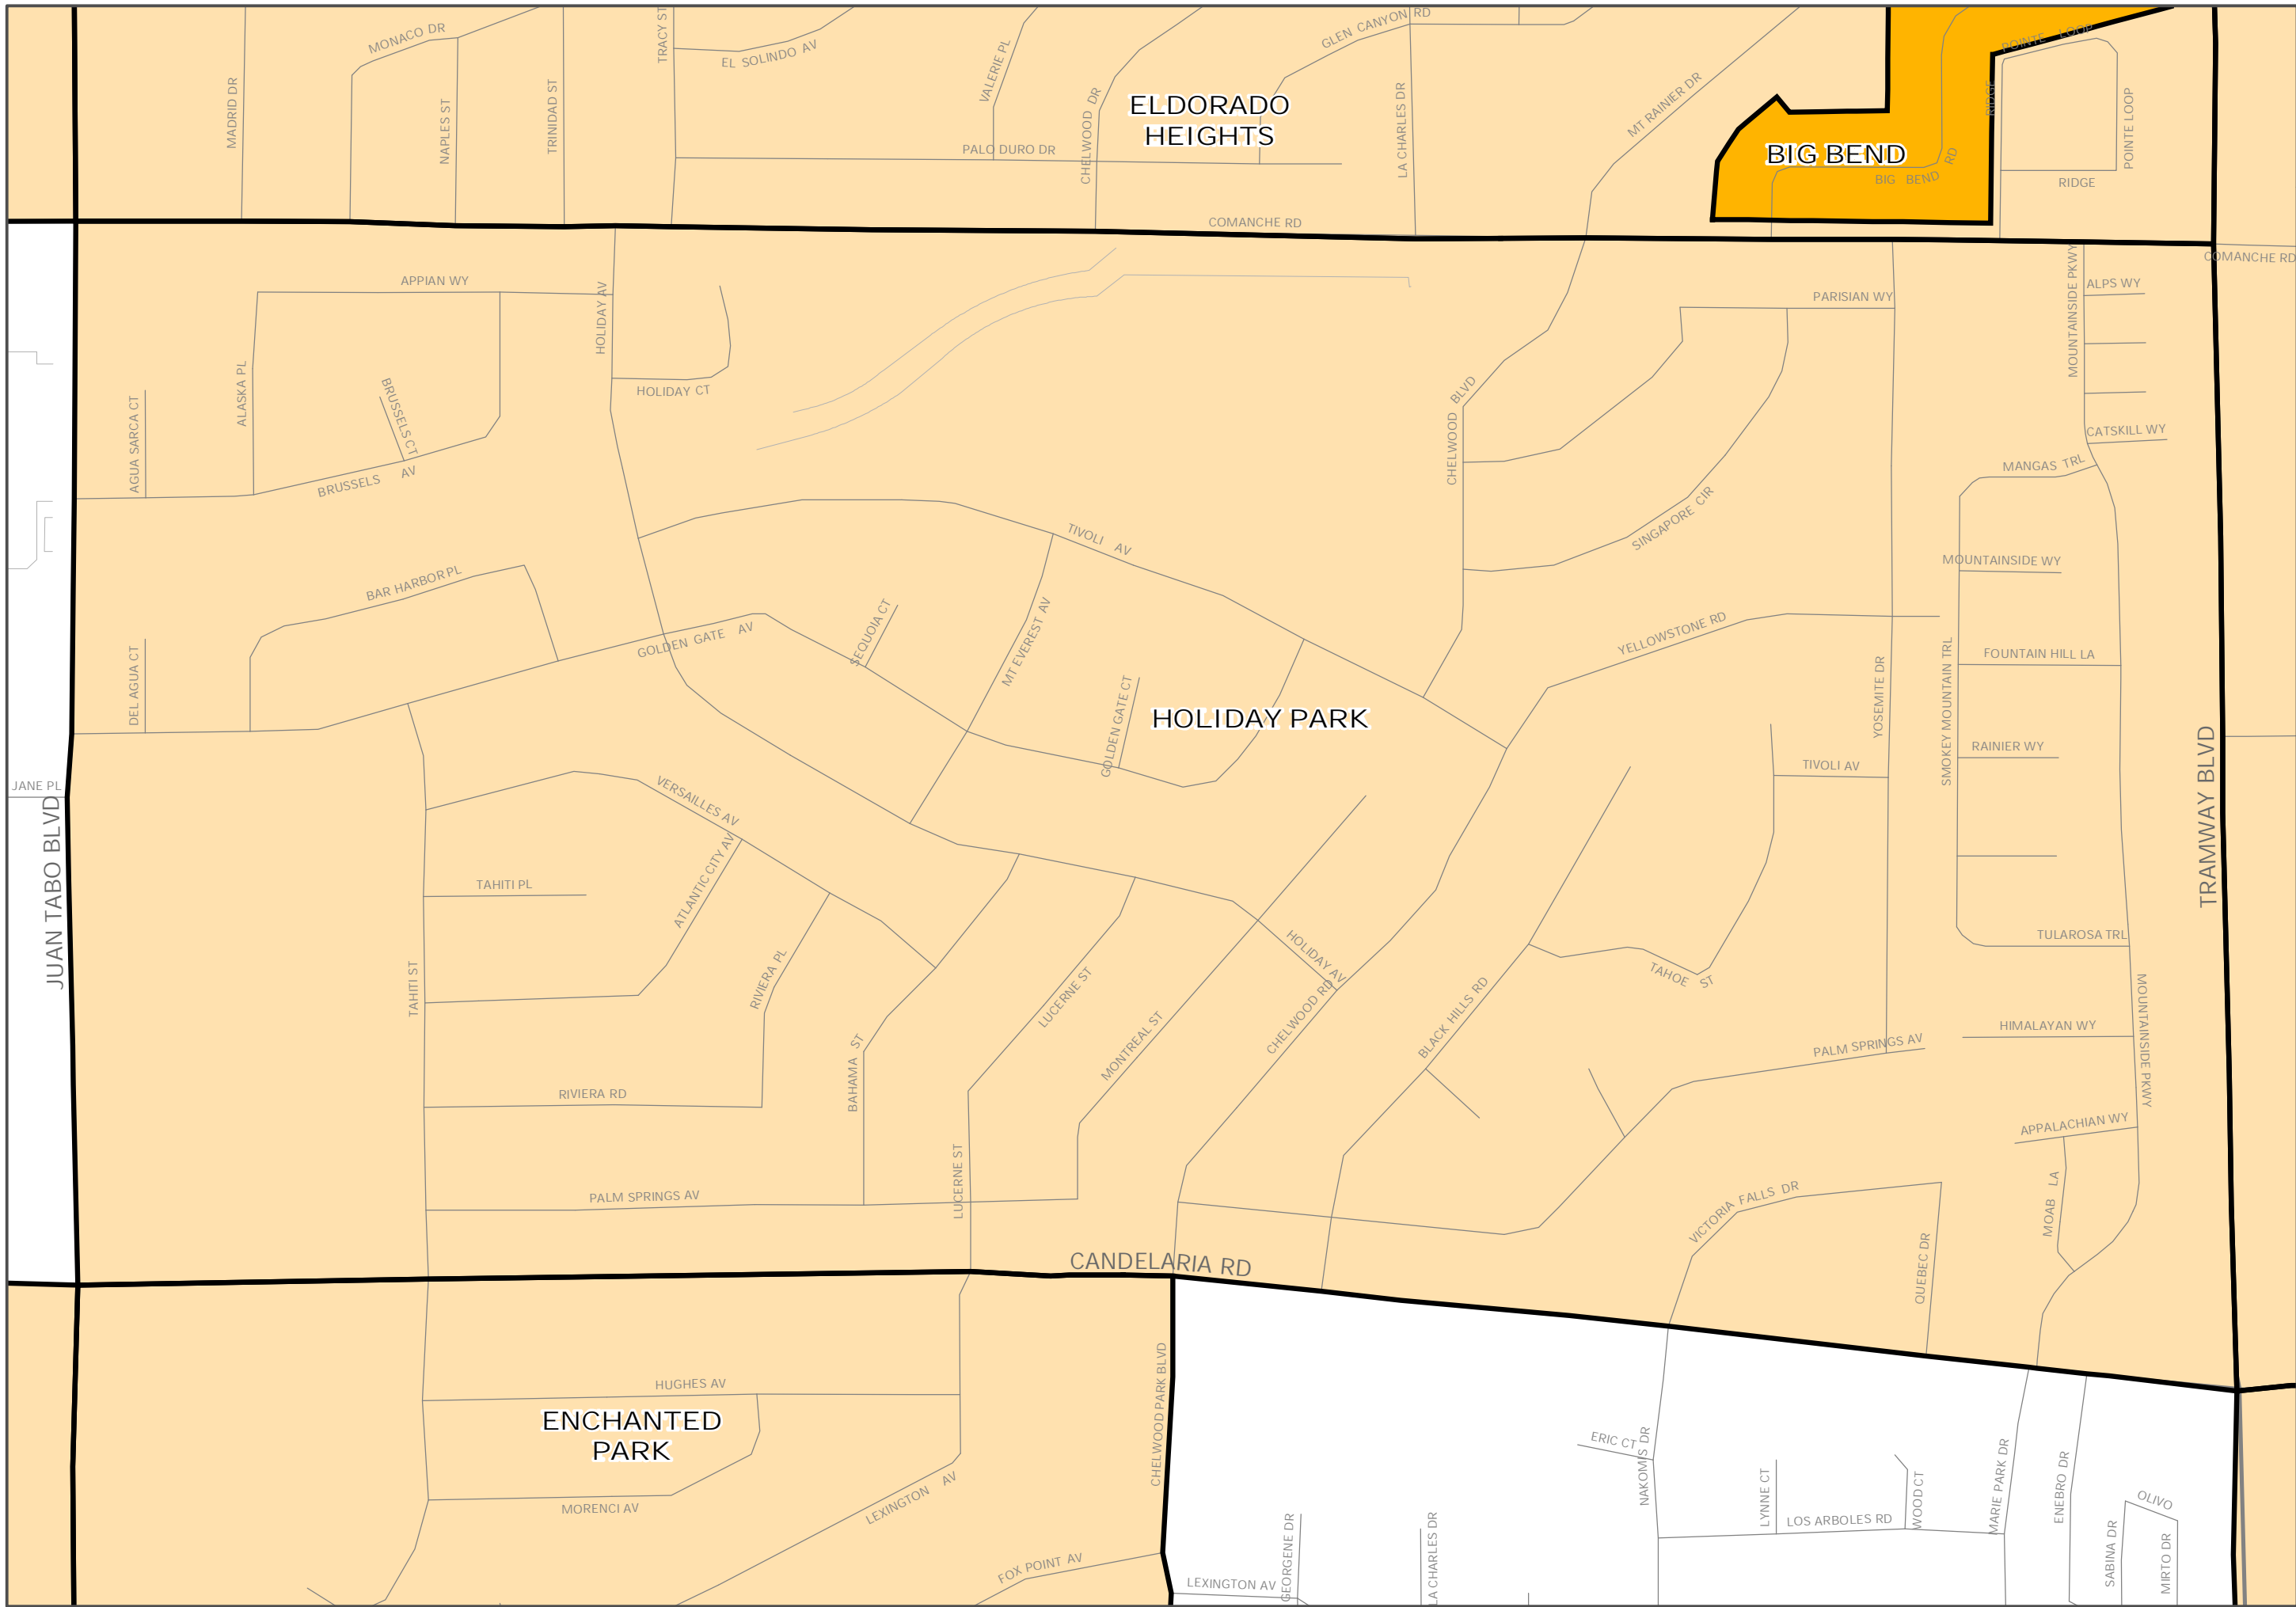 MONACO DR
MADRID DR
NAPLES ST
TRINIDAD ST
TRACY ST
EL SOLINDO AV
VALERIE PL
CHELWOOD DR
PALO DURO DR
ELDORADO
HEIGHTS
GLEN CANYON RD
LA CHARLES DR
MT RAINIER DR
BIG BEND
BIG BEND RD
POINTE LOOP
RIDGE
POINTE LOOP
RIDGE
COMANCHE RD
COMANCHE RD
APPIAN WY
HOLIDAY AV
HOLIDAY CT
ALASKA PL
BRUSSELS CT
AGUA SARCA CT
BRUSSELS AV
PARISIAN WY
MOUNTAINSIDE PKWY
ALPS WY
CATSKILL WY
MANGAS TRL
CHELWOOD BLVD
SINGAPORE CIR
TIVOLI AV
MOUNTAINSIDE WY
BAR HARBOR PL
DEL AGUA CT
GOLDEN GATE AV
SEQUOIA CT
MT EVEREST AV
GOLDEN GATE CT
HOLIDAY PARK
YELLOWSTONE RD
YOSEMITE DR
SMOKEY MOUNTAIN TRL
FOUNTAIN HILL LA
RAINIER WY
TIVOLI AV
TRAMWAY BLVD
JANE PL
JUAN TABO BLVD
VERSAILLES AV
ATLANTIC CITY AV
TAHITI PL
TAHITI ST
RIVIERA PL
RIVIERA RD
BAHAMA ST
LUCERNE ST
LUCERNE ST
MONTREAL ST
HOLIDAY AV
CHELWOOD RD
BLACK HILLS RD
TAHOE ST
TULAROSA TRL
HIMALAYAN WY
MOUNTAINSIDE PKWY
PALM SPRINGS AV
PALM SPRINGS AV
APPALACHIAN WY
MOAB LA
VICTORIA FALLS DR
QUEBEC DR
CANDELARIA RD
HUGHES AV
ENCHANTED
PARK
MORENCI AV
LEXINGTON AV
CHELWOOD PARK BLVD
FOX POINT AV
LEXINGTON AV
GEORGENE DR
LA CHARLES DR
ERIC CT
NAKOMIS DR
LYNNE CT
LOS ARBOLES RD
WOOD CT
MARIE PARK DR
ENEBRO DR
OLIVO
SABINA DR
MIRTO DR